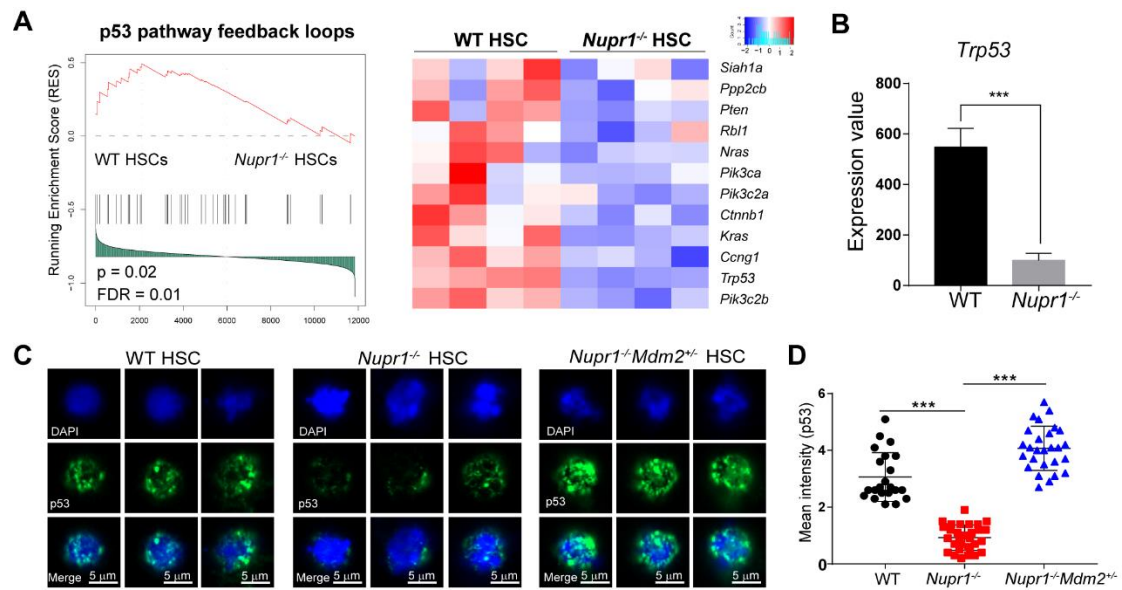 A
p53 pathway feedback loops
Running Enrichment Score (RES)
0.5
0.0
−0.5
−1.0
WT HSCs
Nupr1-/- HSCs
p = 0.02
FDR = 0.01
0 2000 4000 6000 8000 10000 12000
WT HSC
Nupr1-/- HSC
Count
−2 −1 0 1 2
Siah1a
Ppp2cb
Pten
Rbl1
Nras
Pik3ca
Pik3c2a
Ctnnb1
Kras
Ccng1
Trp53
Pik3c2b
B
Trp53
Expression value
800
600
400
200
0
***
WT
Nupr1-/-
C
WT HSC
Nupr1-/- HSC
Nupr1-/-Mdm2+/- HSC
DAPI
DAPI
DAPI
p53
p53
p53
Merge 5 μm 5 μm 5 μm
Merge 5 μm 5 μm 5 μm
Merge 5 μm 5 μm 5 μm
D
Mean intensity (p53)
6
4
2
0
***
***
WT
Nupr1-/-
Nupr1-/-Mdm2+/-